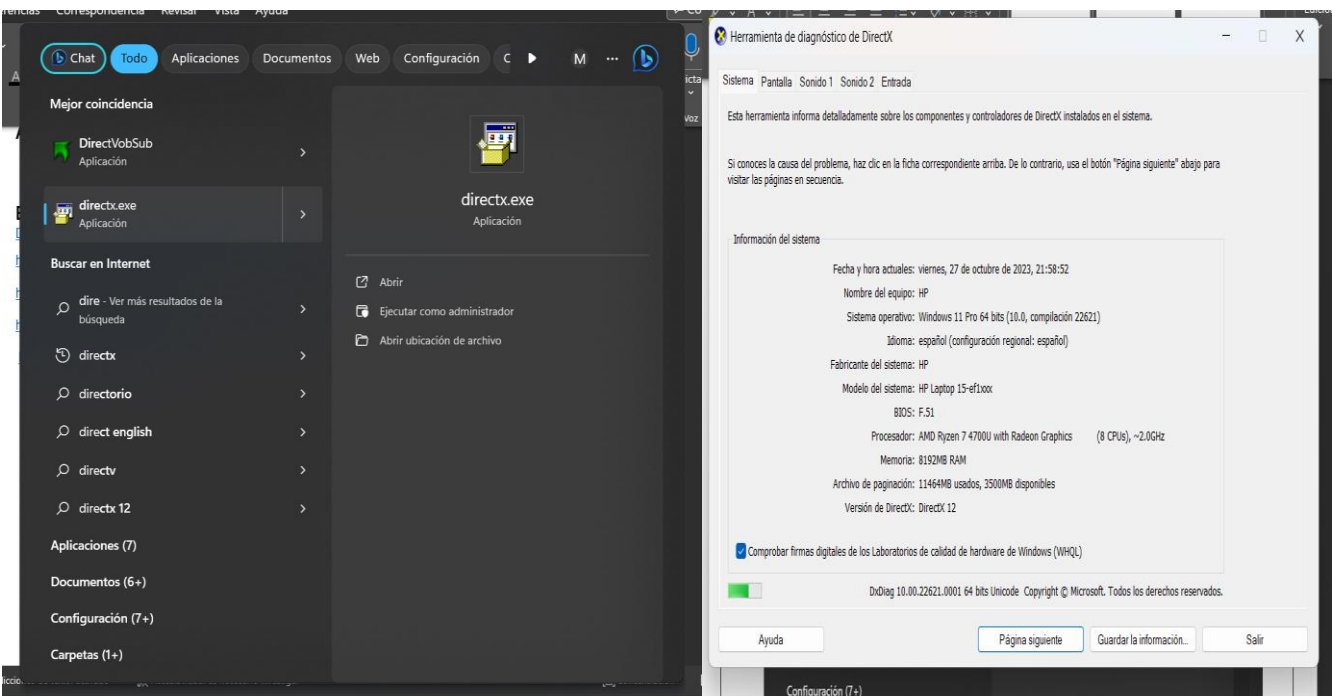 Correspondencia Revisar Vista Ayuda
Chat
Todo
Aplicaciones
Documentos
Web
Configuración
C
M
Mejor coincidencia
DirectVobSub
Aplicación
directx.exe
Aplicación
Buscar en Internet
dire - Ver más resultados de la
búsqueda
directx
directorio
direct english
directv
directx 12
Aplicaciones (7)
Documentos (6+)
Configuración (7+)
Carpetas (1+)
directx.exe
Aplicación
Abrir
Ejecutar como administrador
Abrir ubicación de archivo
Voz
Herramienta de diagnóstico de DirectX
Sistema Pantalla Sonido 1 Sonido 2 Entrada
Esta herramienta informa detalladamente sobre los componentes y controladores de DirectX instalados en el sistema.
Si conoces la causa del problema, haz clic en la ficha correspondiente arriba. De lo contrario, usa el botón "Página siguiente" abajo para
visitar las páginas en secuencia.
Información del sistema
Fecha y hora actuales: viernes, 27 de octubre de 2023, 21:58:52
Nombre del equipo: HP
Sistema operativo: Windows 11 Pro 64 bits (10.0, compilación 22621)
Idioma: español (configuración regional: español)
Fabricante del sistema: HP
Modelo del sistema: HP Laptop 15-ef1xxx
BIOS: F.51
Procesador: AMD Ryzen 7 4700U with Radeon Graphics (8 CPUs), ~2.0GHz
Memoria: 8192MB RAM
Archivo de paginación: 11464MB usados, 3500MB disponibles
Versión de DirectX: DirectX 12
Comprobar firmas digitales de los Laboratorios de calidad de hardware de Windows (WHQL)
DxDiag 10.00.22621.0001 64 bits Unicode Copyright © Microsoft. Todos los derechos reservados.
Ayuda
Página siguiente
Guardar la información...
Salir
Configuración (7+)